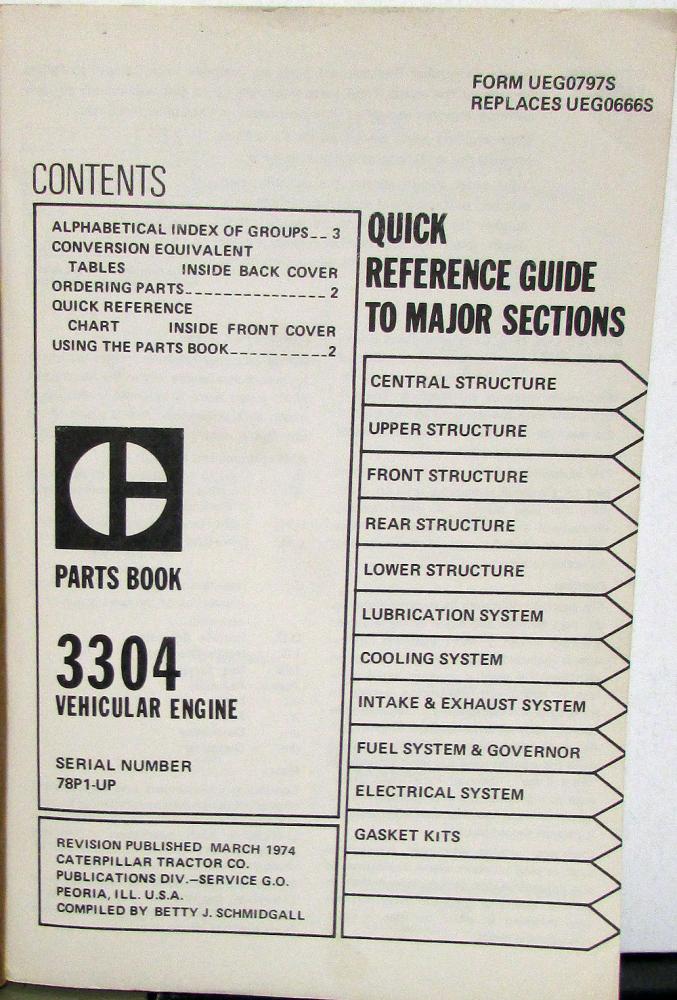 FORM UEG0797S
REPLACES UEG0666S
CONTENTS
ALPHABETICAL INDEX OF GROUPS__ 3
CONVERSION EQUIVALENT
TABLES INSIDE BACK COVER
ORDERING PARTS_______________ 2
QUICK REFERENCE
CHART INSIDE FRONT COVER
USING THE PARTS BOOK__________2
PARTS BOOK
3304
VEHICULAR ENGINE
SERIAL NUMBER
78P1-UP
REVISION PUBLISHED MARCH 1974
CATERPILLAR TRACTOR CO.
PUBLICATIONS DIV.–SERVICE G.O.
PEORIA, ILL. U.S.A.
COMPILED BY BETTY J. SCHMIDGALL
QUICK
REFERENCE GUIDE
TO MAJOR SECTIONS
CENTRAL STRUCTURE
UPPER STRUCTURE
FRONT STRUCTURE
REAR STRUCTURE
LOWER STRUCTURE
LUBRICATION SYSTEM
COOLING SYSTEM
INTAKE & EXHAUST SYSTEM
FUEL SYSTEM & GOVERNOR
ELECTRICAL SYSTEM
GASKET KITS